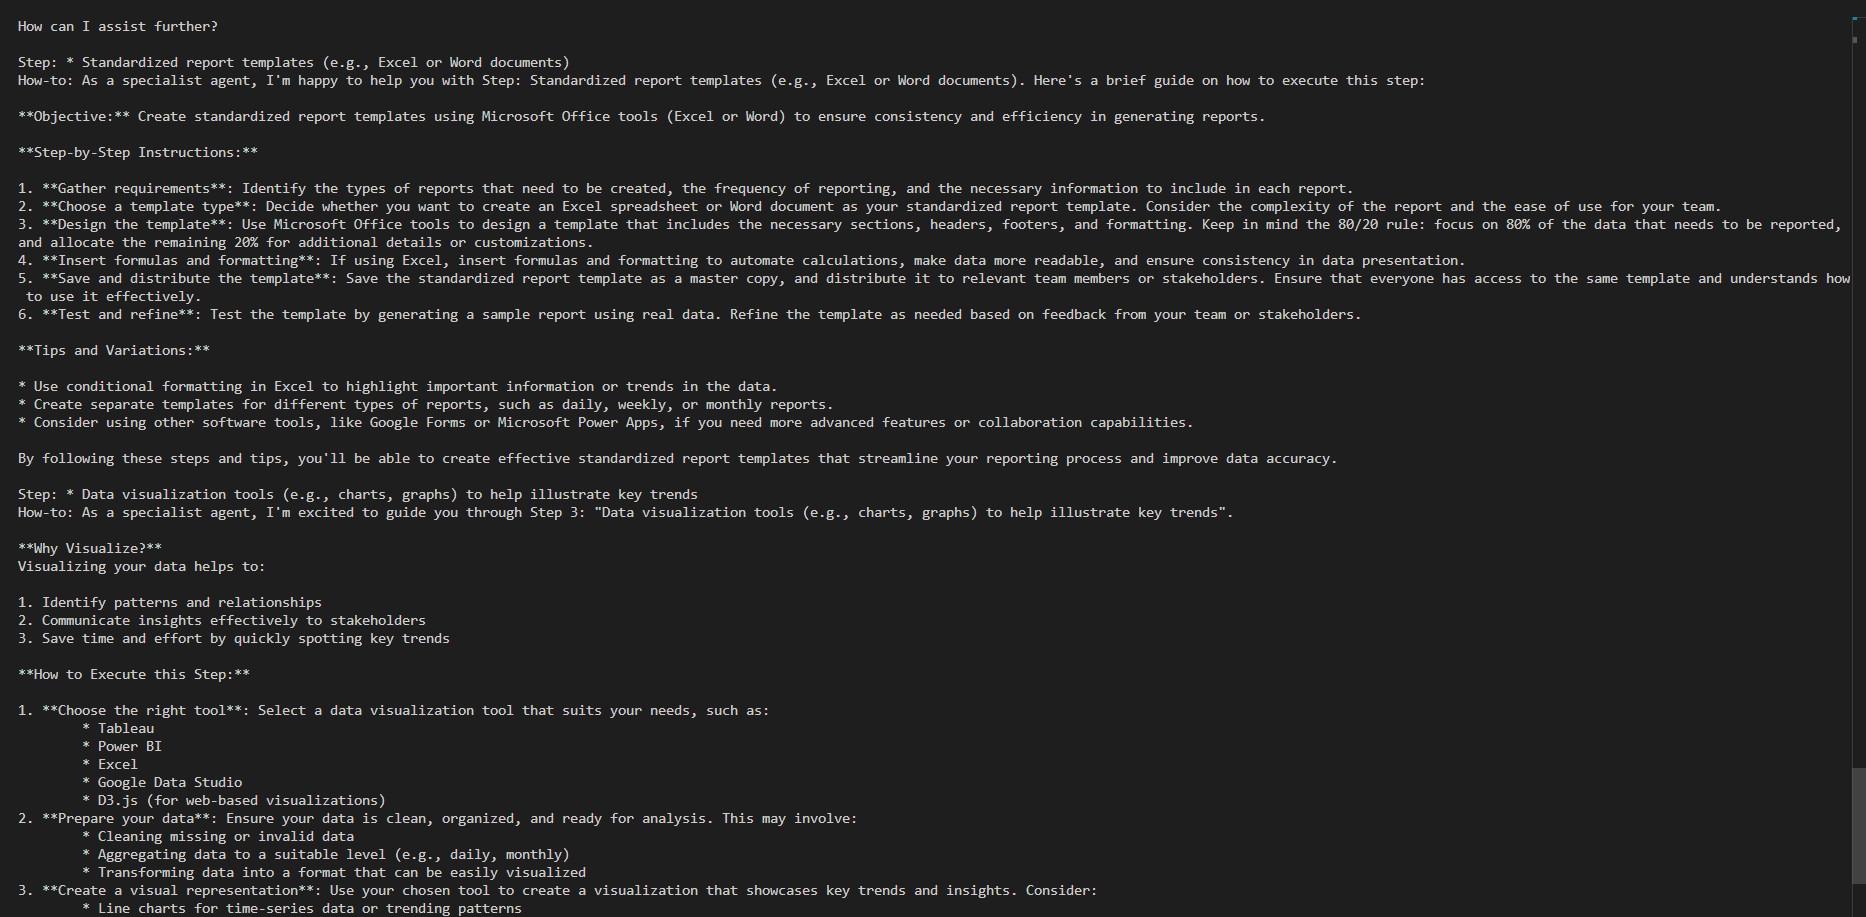 How can I assist further?
Step: * Standardized report templates (e.g., Excel or Word documents)
How-to: As a specialist agent, I'm happy to help you with Step: Standardized report templates (e.g., Excel or Word documents). Here's a brief guide on how to execute this step:
**Objective:** Create standardized report templates using Microsoft Office tools (Excel or Word) to ensure consistency and efficiency in generating reports.
**Step-by-Step Instructions:**
1. **Gather requirements**: Identify the types of reports that need to be created, the frequency of reporting, and the necessary information to include in each report.
2. **Choose a template type**: Decide whether you want to create an Excel spreadsheet or Word document as your standardized report template. Consider the complexity of the report and the ease of use for your team.
3. **Design the template**: Use Microsoft Office tools to design a template that includes the necessary sections, headers, footers, and formatting. Keep in mind the 80/20 rule: focus on 80% of the data that needs to be reported,
and allocate the remaining 20% for additional details or customizations.
4. **Insert formulas and formatting**: If using Excel, insert formulas and formatting to automate calculations, make data more readable, and ensure consistency in data presentation.
5. **Save and distribute the template**: Save the standardized report template as a master copy, and distribute it to relevant team members or stakeholders. Ensure that everyone has access to the same template and understands how
to use it effectively.
6. **Test and refine**: Test the template by generating a sample report using real data. Refine the template as needed based on feedback from your team or stakeholders.
**Tips and Variations:**
* Use conditional formatting in Excel to highlight important information or trends in the data.
* Create separate templates for different types of reports, such as daily, weekly, or monthly reports.
* Consider using other software tools, like Google Forms or Microsoft Power Apps, if you need more advanced features or collaboration capabilities.
By following these steps and tips, you'll be able to create effective standardized report templates that streamline your reporting process and improve data accuracy.
Step: * Data visualization tools (e.g., charts, graphs) to help illustrate key trends
How-to: As a specialist agent, I'm excited to guide you through Step 3: "Data visualization tools (e.g., charts, graphs) to help illustrate key trends".
**Why Visualize?**
Visualizing your data helps to:
1. Identify patterns and relationships
2. Communicate insights effectively to stakeholders
3. Save time and effort by quickly spotting key trends
**How to Execute this Step:**
1. **Choose the right tool**: Select a data visualization tool that suits your needs, such as:
* Tableau
* Power BI
* Excel
* Google Data Studio
* D3.js (for web-based visualizations)
2. **Prepare your data**: Ensure your data is clean, organized, and ready for analysis. This may involve:
* Cleaning missing or invalid data
* Aggregating data to a suitable level (e.g., daily, monthly)
* Transforming data into a format that can be easily visualized
3. **Create a visual representation**: Use your chosen tool to create a visualization that showcases key trends and insights. Consider:
* Line charts for time-series data or trending patterns